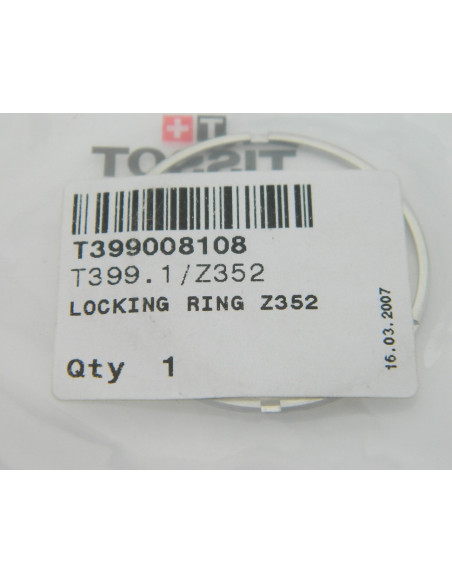 TISSOT
T399008108
T399.1/Z352
LOCKING RING Z352
Qty 1
16.03.2007